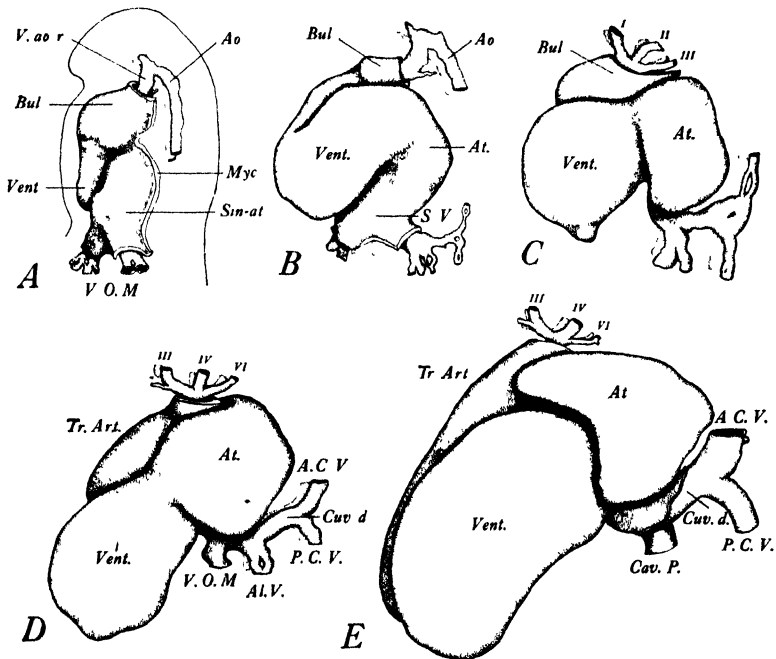 V. ao r
Ao
Bul
Vent
Myc
Sin-at
V O. M
A
Bul
Ao
Vent.
At.
S V
B
I
II
III
Bul
Vent.
At.
C
III
IV
VI
Tr. Art.
At.
A. C V
Cuv d
P. C. V.
Vent.
V. O. M
Al. V.
D
III
IV
VI
Tr Art
At
A C. V.
Vent.
Cuv. d.
P. C. V.
Cav. P.
E